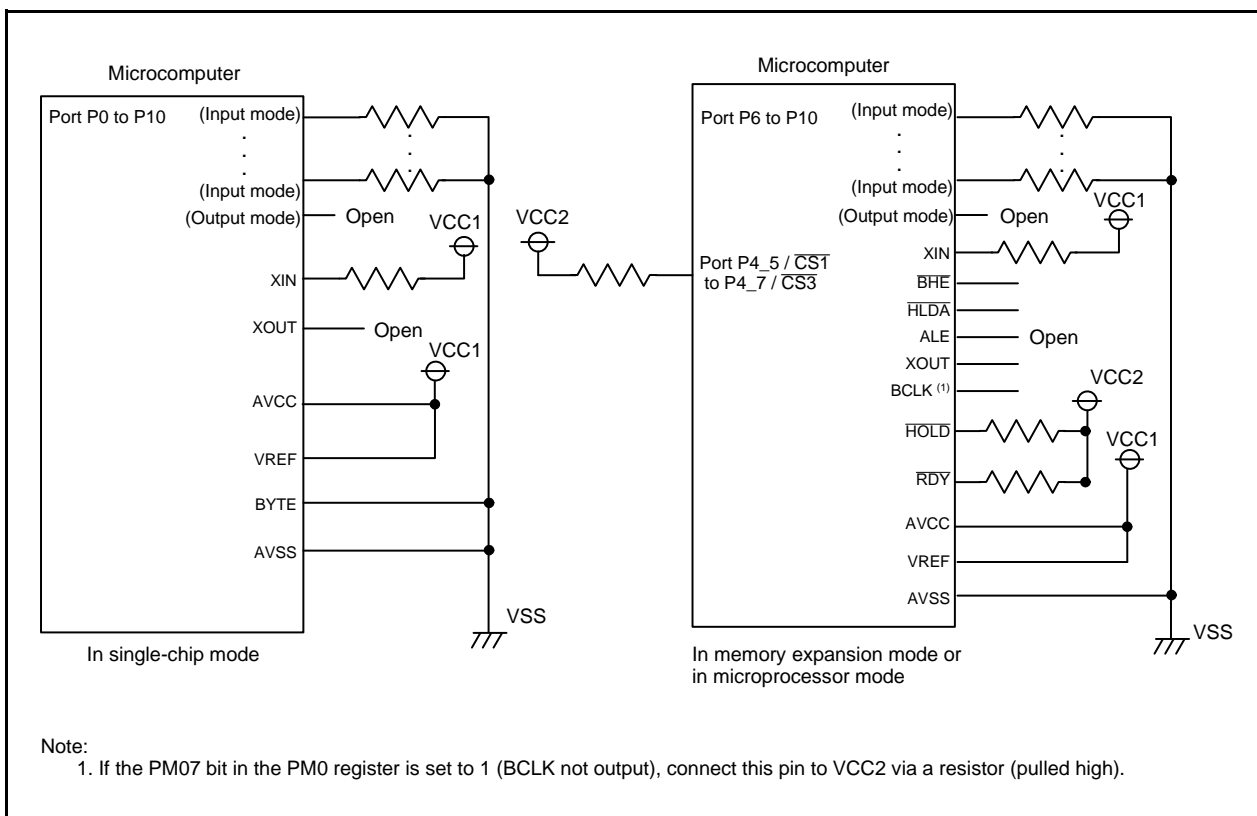 Microcomputer
Port P0 to P10
(Input mode)
(Input mode)
(Output mode)
Open
VCC1
XIN
XOUT
Open
VCC1
AVCC
VREF
BYTE
AVSS
VSS
In single-chip mode
Microcomputer
Port P6 to P10
(Input mode)
(Input mode)
(Output mode)
Open
VCC1
VCC2
Port P4_5 / CS1
to P4_7 / CS3
XIN
BHE
HLDA
ALE
Open
XOUT
BCLK (1)
VCC2
HOLD
VCC1
RDY
AVCC
VREF
AVSS
VSS
In memory expansion mode or
in microprocessor mode
Note:
1. If the PM07 bit in the PM0 register is set to 1 (BCLK not output), connect this pin to VCC2 via a resistor (pulled high).